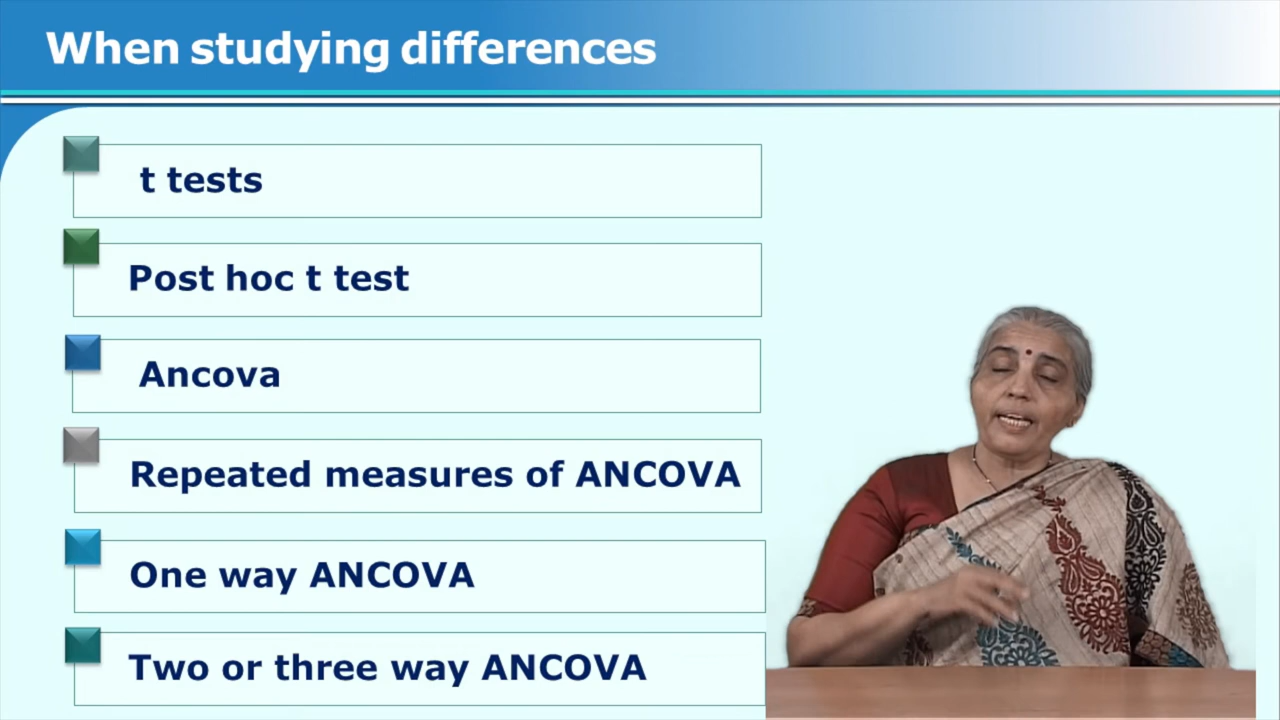 When studying differences
t tests
Post hoc t test
Ancova
Repeated measures of ANCOVA
One way ANCOVA
Two or three way ANCOVA